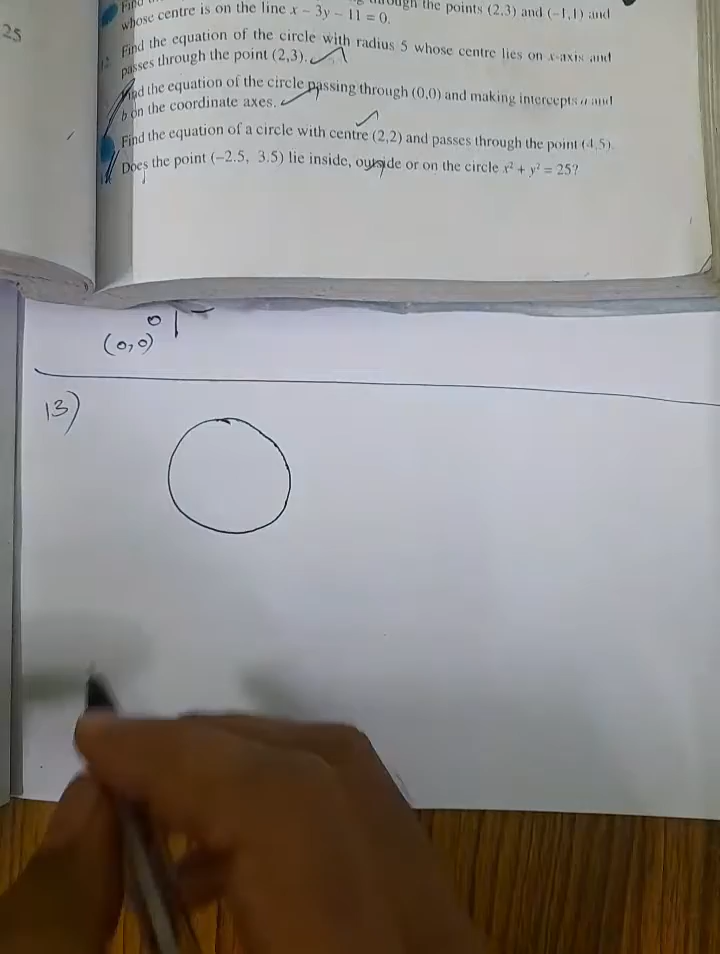 25
Find through the points (2,3) and (−1,1) and
whose centre is on the line x − 3y − 11 = 0.
12. Find the equation of the circle with radius 5 whose centre lies on x-axis and
passes through the point (2,3).
Find the equation of the circle passing through (0,0) and making intercepts a and
b on the coordinate axes.
Find the equation of a circle with centre (2,2) and passes through the point (4,5).
Does the point (−2.5, 3.5) lie inside, outside or on the circle x² + y² = 25?
0
(0,0)
13)